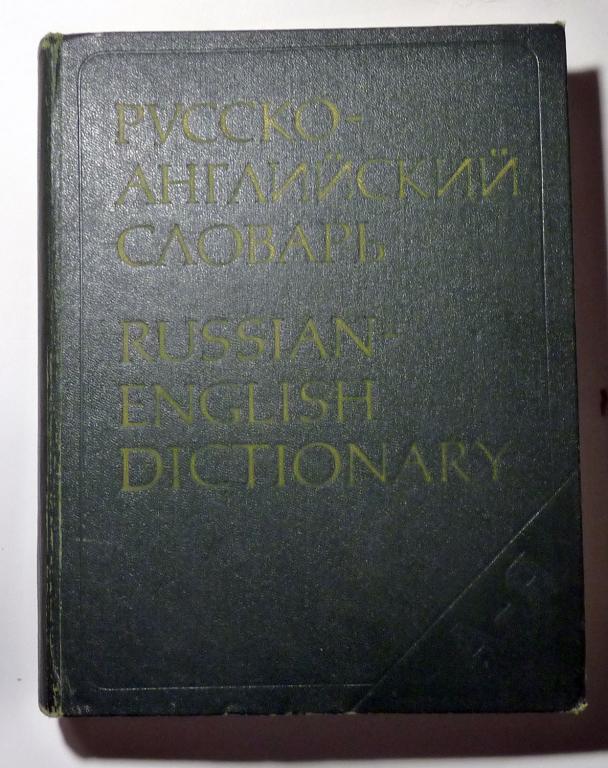 РУССКО-
АНГЛИЙСКИЙ
СЛОВАРЬ
RUSSIAN-
ENGLISH
DICTIONARY
А-Я